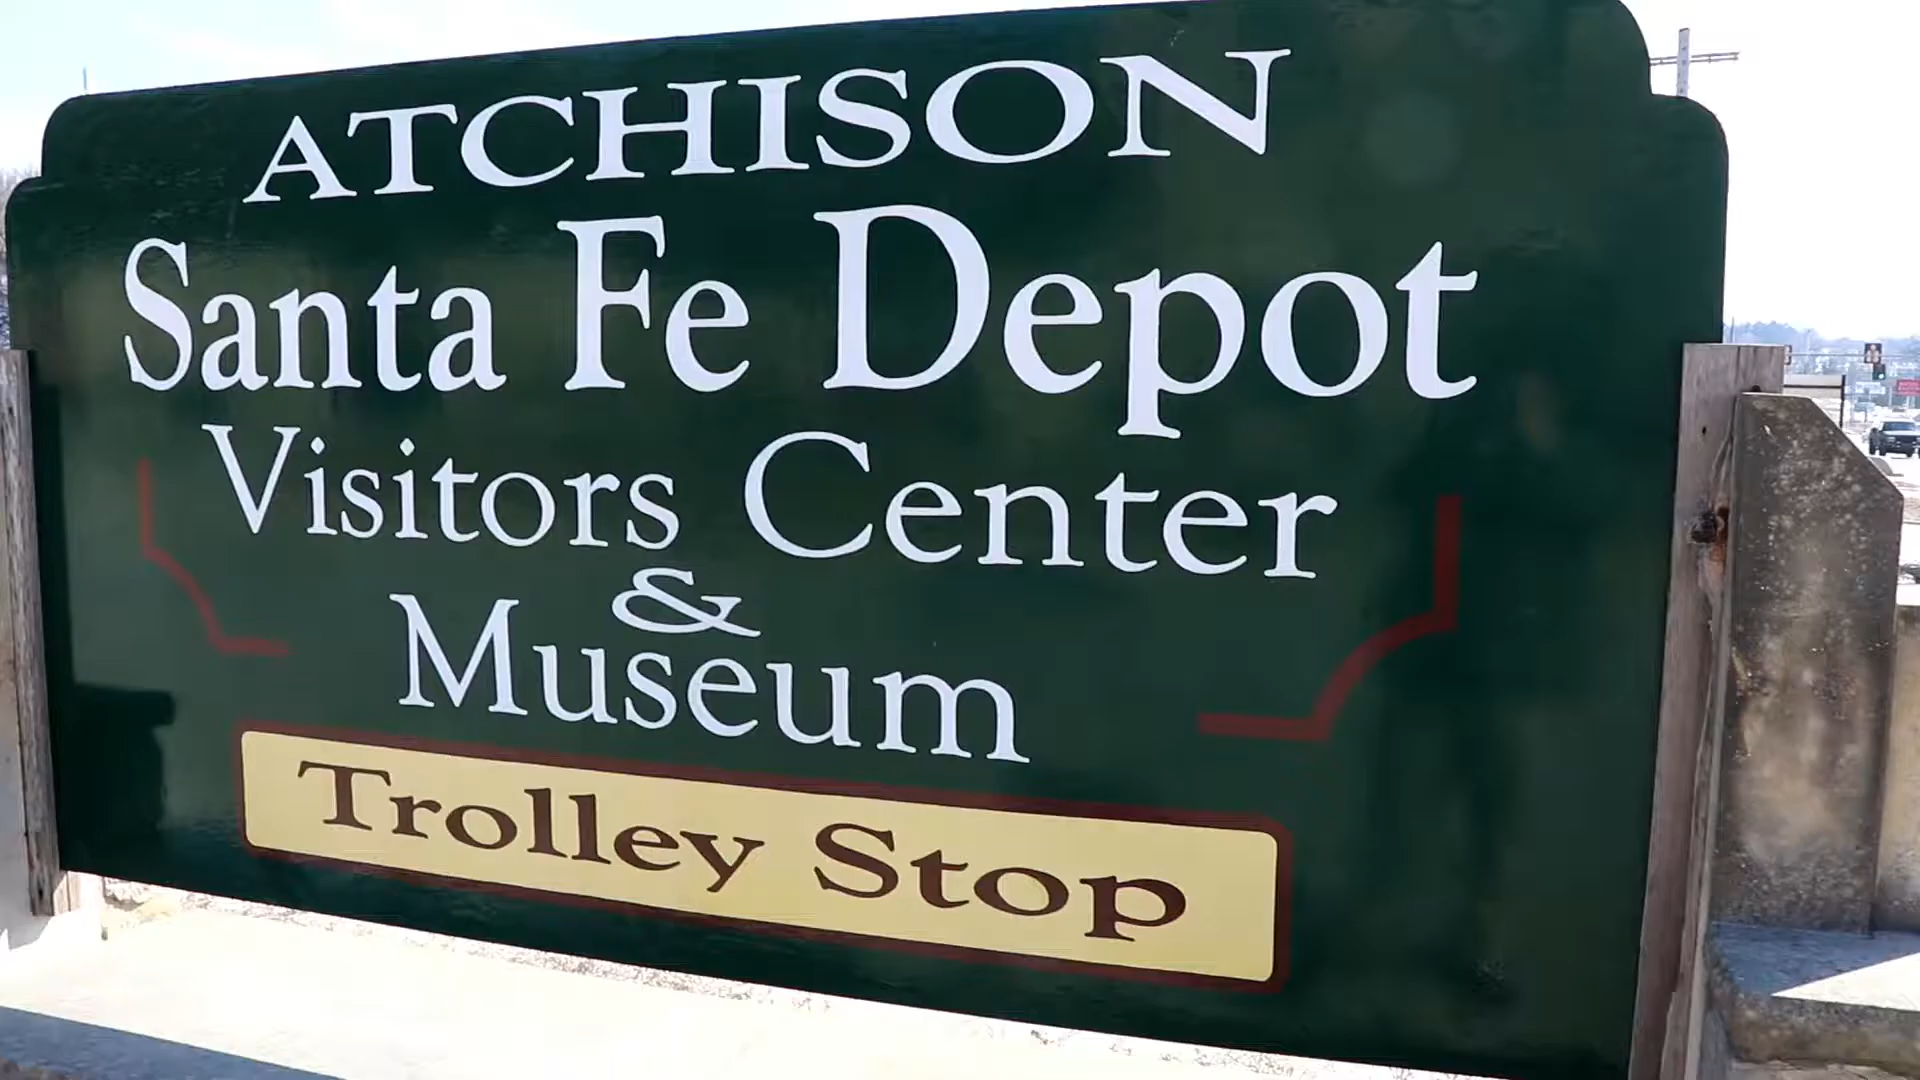 ATCHISON
Santa Fe Depot
Visitors Center
&
Museum
Trolley Stop